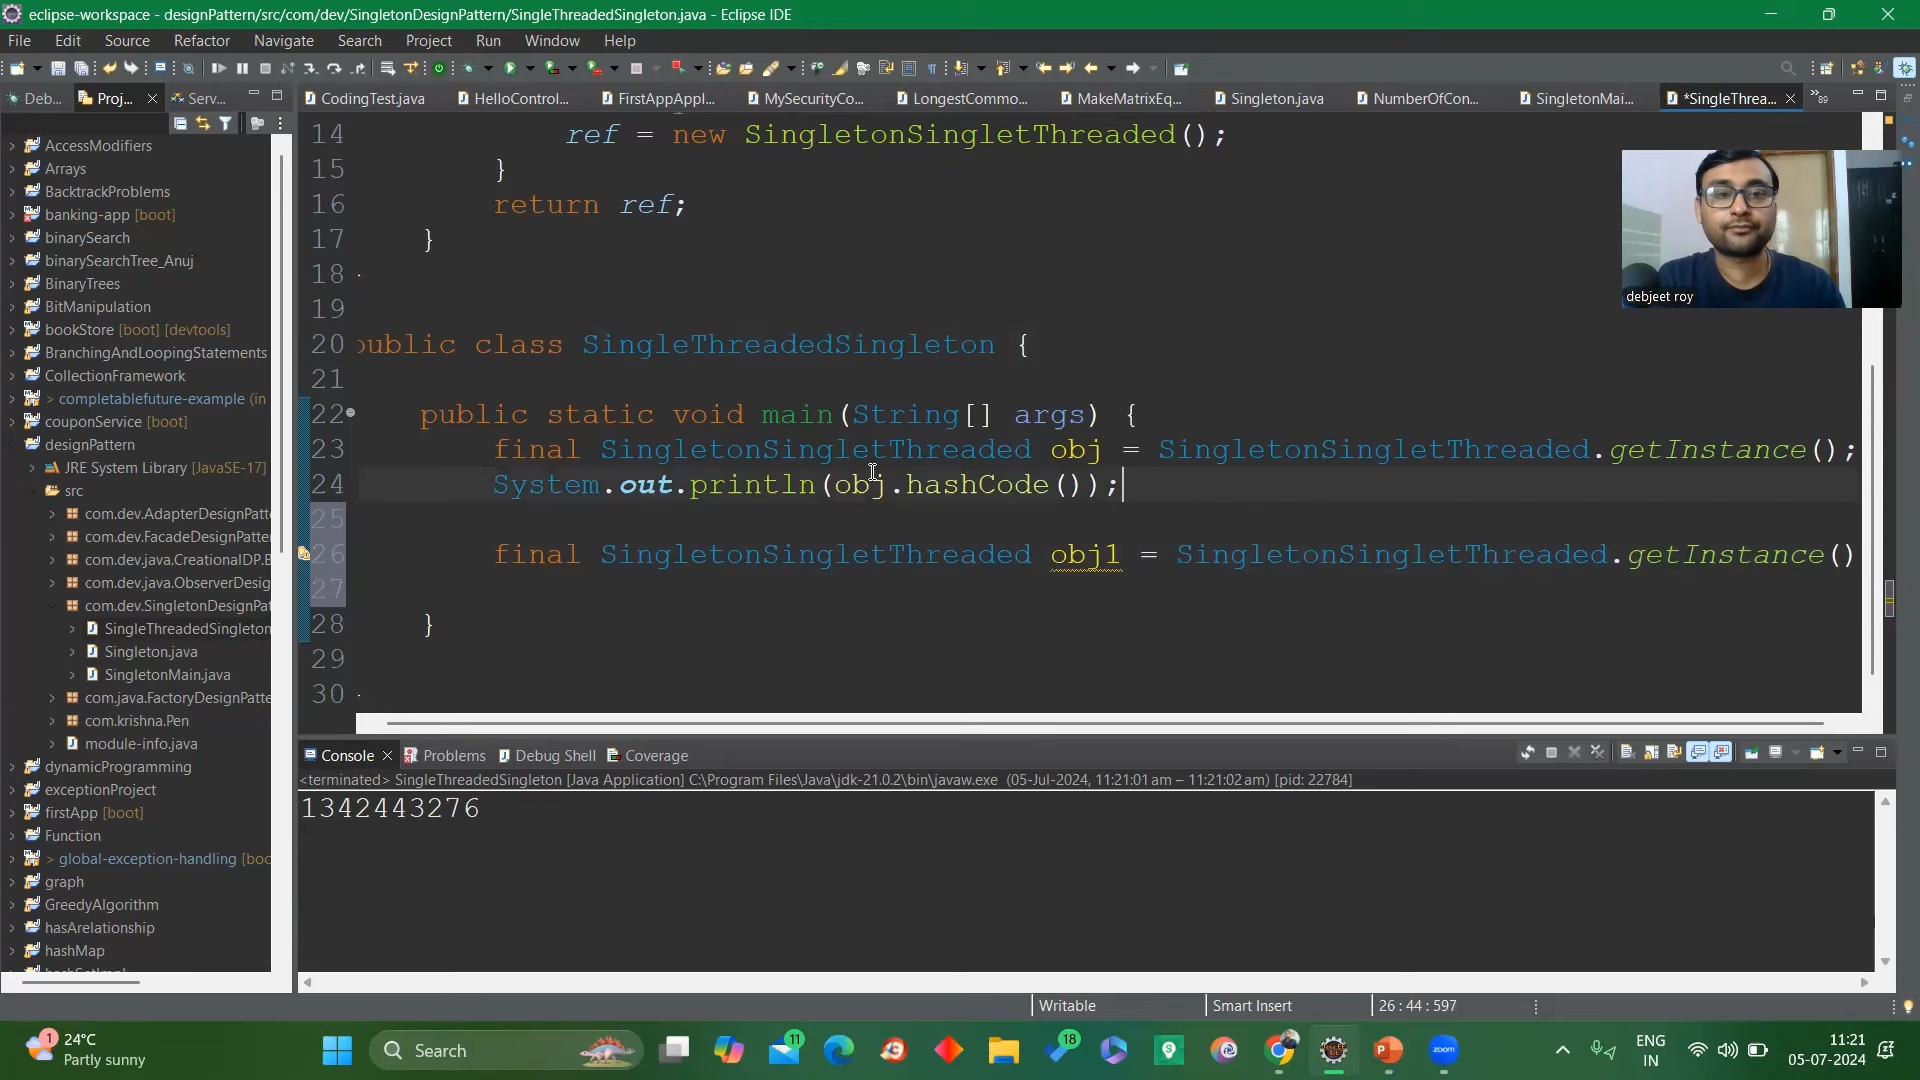 eclipse-workspace - designPattern/src/com/dev/SingletonDesignPattern/SingleThreadedSingleton.java - Eclipse IDE
File Edit Source Refactor Navigate Search Project Run Window Help
Deb... Proj... Serv...
CodingTest.java HelloControl... FirstAppAppl... MySecurityCo... LongestCommo... MakeMatrixEq... Singleton.java NumberOfCon... SingletonMai... *SingleThrea... »89
AccessModifiers
Arrays
BacktrackProblems
banking-app [boot]
binarySearch
binarySearchTree_Anuj
BinaryTrees
BitManipulation
bookStore [boot] [devtools]
BranchingAndLoopingStatements
CollectionFramework
> completablefuture-example (in
couponService [boot]
designPattern
JRE System Library [JavaSE-17]
src
com.dev.AdapterDesignPatte
com.dev.FacadeDesignPatter
com.dev.java.CreationalDP.B
com.dev.java.ObserverDesig
com.dev.SingletonDesignPat
SingleThreadedSingleton
Singleton.java
SingletonMain.java
com.java.FactoryDesignPatte
com.krishna.Pen
module-info.java
dynamicProgramming
exceptionProject
firstApp [boot]
Function
> global-exception-handling [boo
graph
GreedyAlgorithm
hasArelationship
hashMap
14 ref = new SingletonSingletThreaded();
15 }
16 return ref;
17 }
18
19
20 public class SingleThreadedSingleton {
21
22 public static void main(String[] args) {
23 final SingletonSingletThreaded obj = SingletonSingletThreaded.getInstance();
24 System.out.println(obj.hashCode());
25
26 final SingletonSingletThreaded obj1 = SingletonSingletThreaded.getInstance()
27
28 }
29
30
debjeet roy
Console Problems Debug Shell Coverage
<terminated> SingleThreadedSingleton [Java Application] C:\Program Files\Java\jdk-21.0.2\bin\javaw.exe (05-Jul-2024, 11:21:01 am – 11:21:02 am) [pid: 22784]
1342443276
Writable Smart Insert 26 : 44 : 597
1 24°C
Partly sunny
Search
11
18
zoom
ENG
IN
11:21
05-07-2024